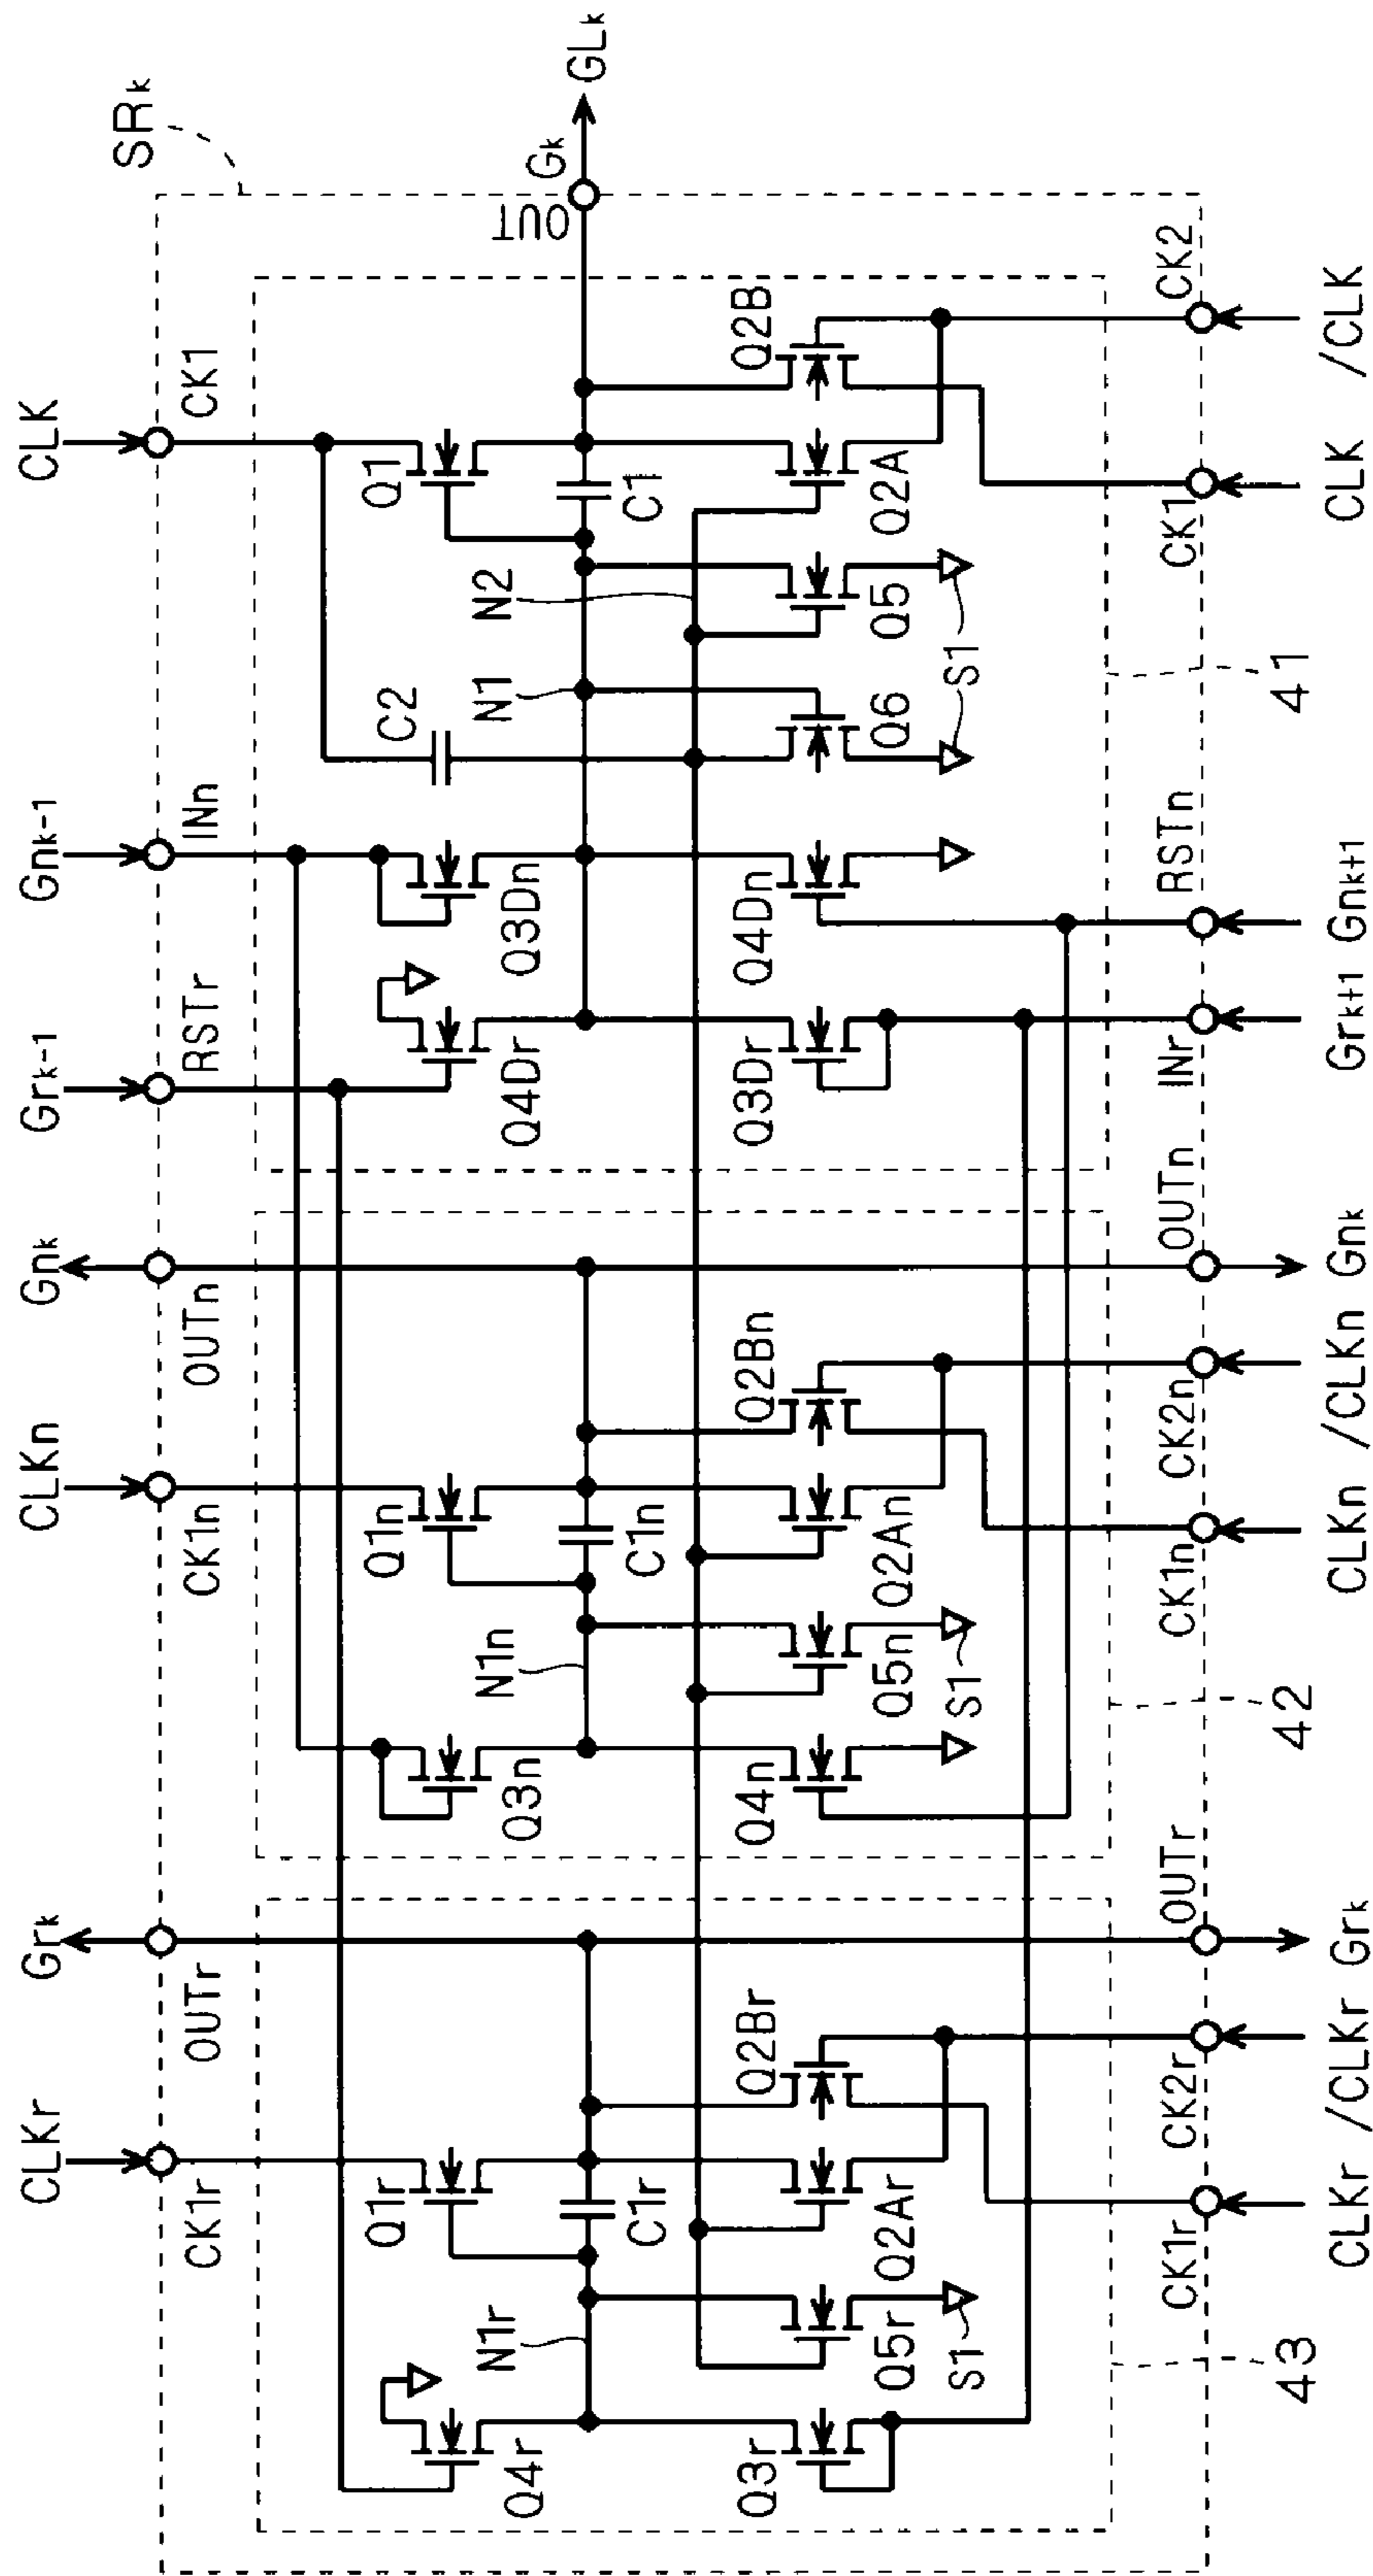 SRk
GLk
Gk
OUT
CLK
CK1
Gnk-1
INn
Grk-1
RSTr
Gnk
OUTn
CLKn
CK1n
Grk
OUTr
CLKr
CK1r
Q1
C1
C2
N1
N2
Q2B
Q2A
Q5
Q6
S1
Q3Dn
Q4Dn
Q4Dr
Q3Dr
CK2
/CLK
CK1
CLK
41
RSTn
Gnk+1
INr
Grk+1
Q1n
C1n
N1n
Q2Bn
Q2An
Q5n
S1
Q3n
Q4n
OUTn
Gnk
CK2n
/CLKn
CK1n
CLKn
42
Q1r
C1r
N1r
Q2Br
Q2Ar
Q5r
S1
Q4r
Q3r
OUTr
Grk
CK2r
/CLKr
CK1r
CLKr
43